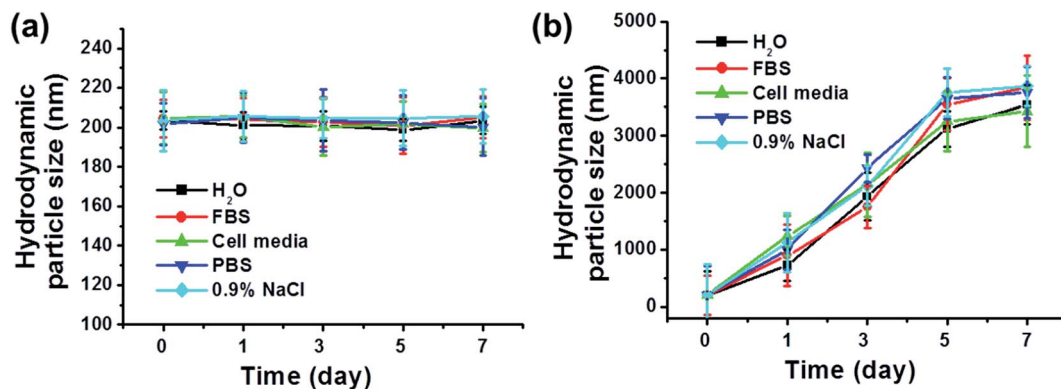 (a)
Hydrodynamic
particle size (nm)
240
220
200
180
160
140
120
100
H₂O
FBS
Cell media
PBS
0.9% NaCl
0
1
3
5
7
Time (day)
(b)
Hydrodynamic
particle size (nm)
5000
4000
3000
2000
1000
0
H₂O
FBS
Cell media
PBS
0.9% NaCl
0
1
3
5
7
Time (day)